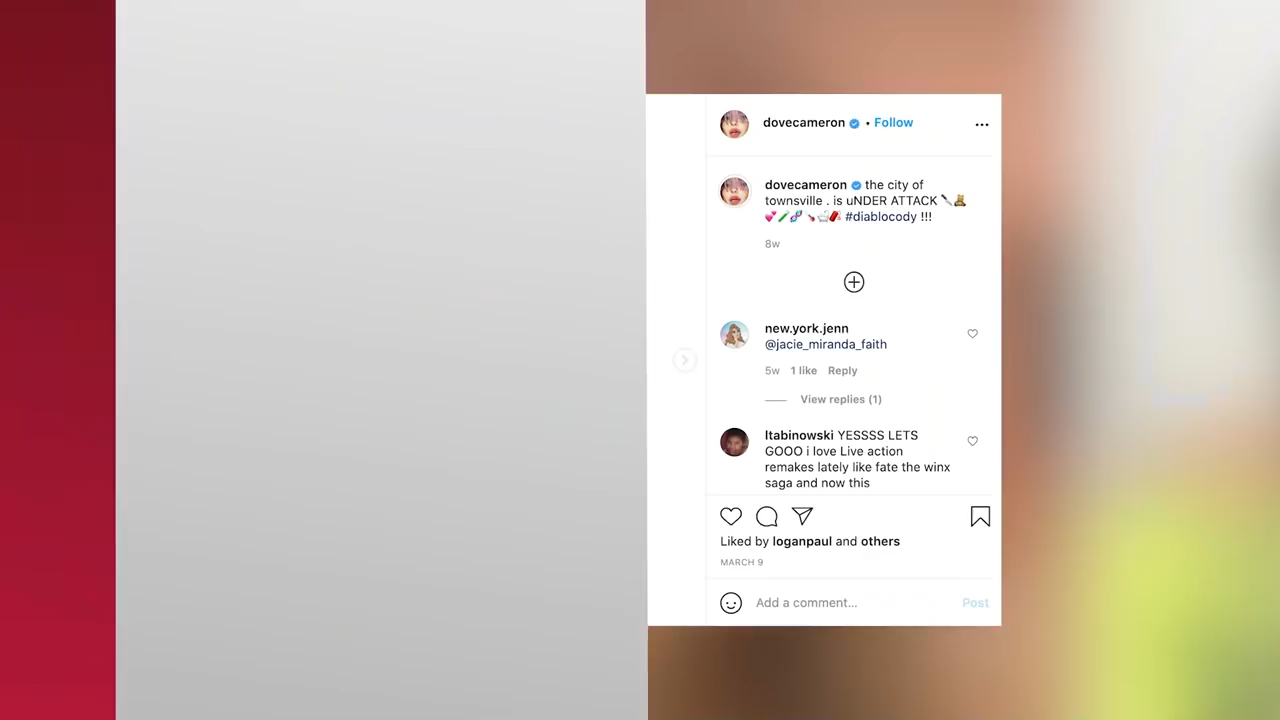 dovecameron • Follow
dovecameron the city of
townsville . is uNDER ATTACK 🔪🧸
💕🧪🧬 🍡🛁🧧 #diablocody !!!
8w
new.york.jenn
@jacie_miranda_faith
5w 1 like Reply
View replies (1)
ltabinowski YESSSS LETS
GOOO i love Live action
remakes lately like fate the winx
saga and now this
Liked by loganpaul and others
MARCH 9
Add a comment... Post